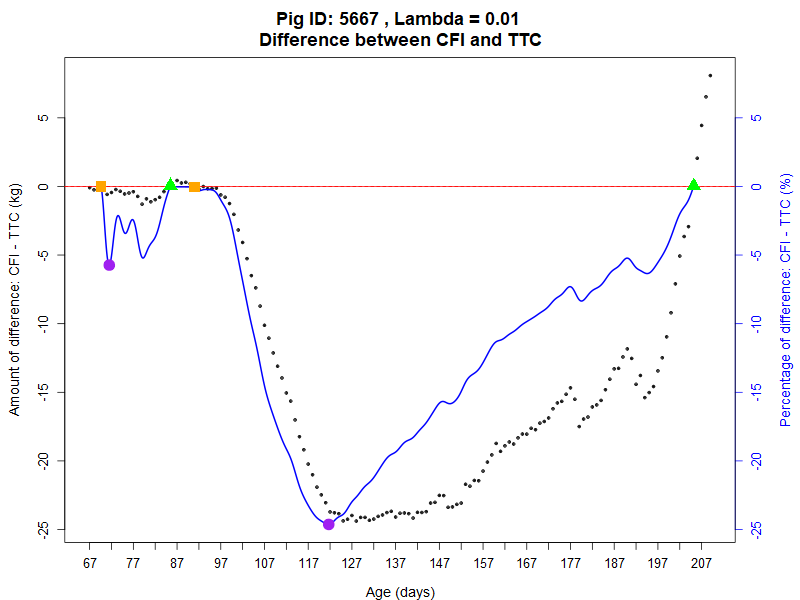 Pig ID: 5667 , Lambda = 0.01
Difference between CFI and TTC
Amount of difference: CFI - TTC (kg)
5
0
-5
-10
-15
-20
-25
67 77 87 97 107 117 127 137 147 157 167 177 187 197 207
Age (days)
5
0
-5
-10
-15
-20
-25
Percentage of difference: CFI - TTC (%)